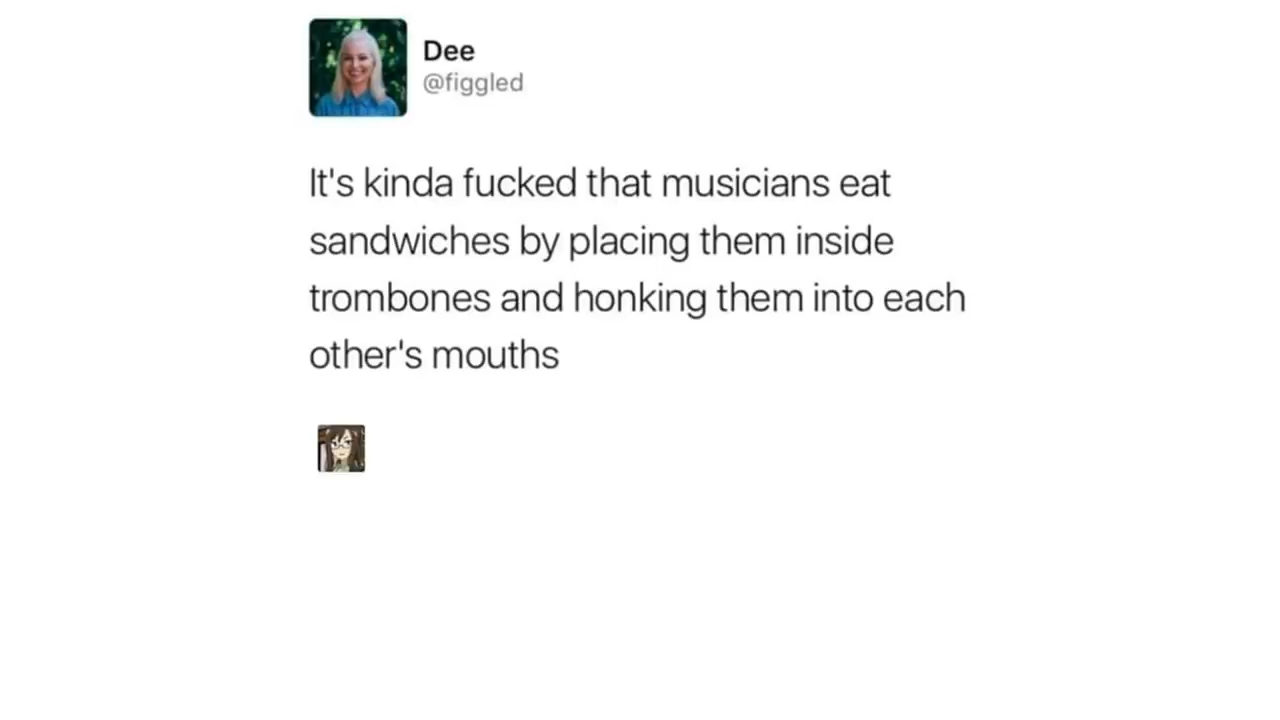 Dee
@figgled
It's kinda fucked that musicians eat
sandwiches by placing them inside
trombones and honking them into each
other's mouths